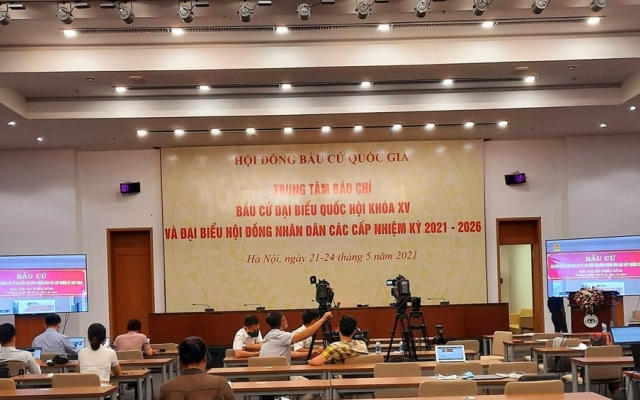 HỘI ĐỒNG BẦU CỬ QUỐC GIA
TRUNG TÂM BÁO CHÍ
BẦU CỬ ĐẠI BIỂU QUỐC HỘI KHÓA XV
VÀ ĐẠI BIỂU HỘI ĐỒNG NHÂN DÂN CÁC CẤP NHIỆM KỲ 2021 - 2026
Hà Nội, ngày 21-24 tháng 5 năm 2021
BẦU CỬ
BẦU CỬ